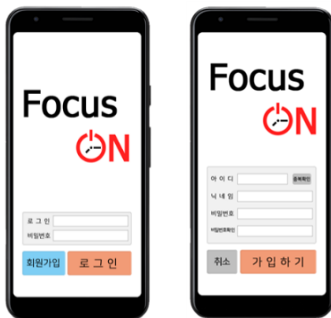 Focus
ON
로 그 인
비밀번호
회원가입 로 그 인
Focus
ON
아 이 디 중복확인
닉 네 임
비밀번호
비밀번호확인
취소 가 입 하 기